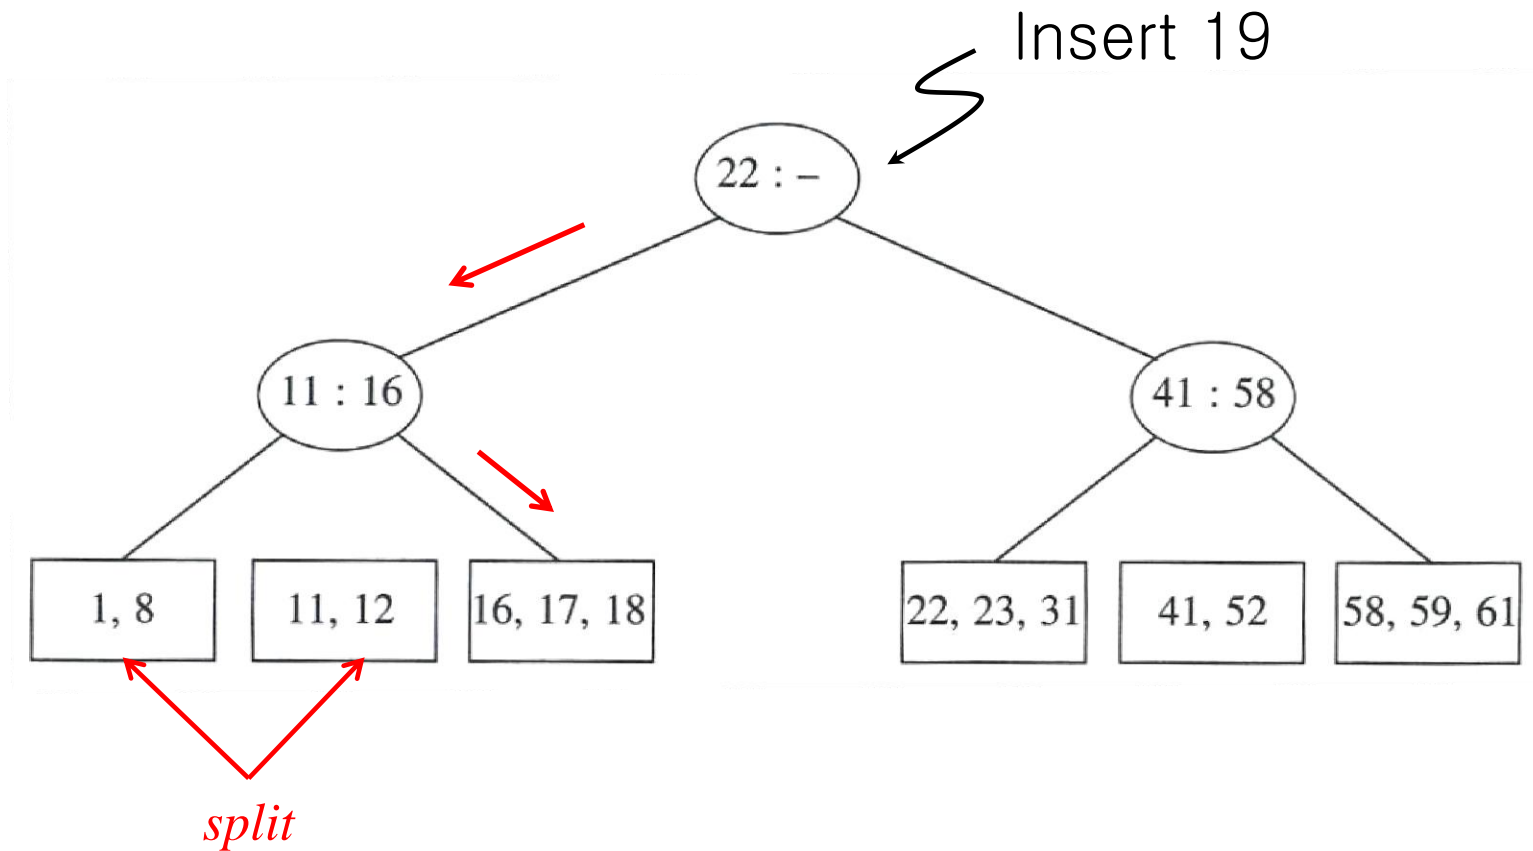 Insert 19
22 : –
11 : 16
41 : 58
1, 8
11, 12
16, 17, 18
22, 23, 31
41, 52
58, 59, 61
split